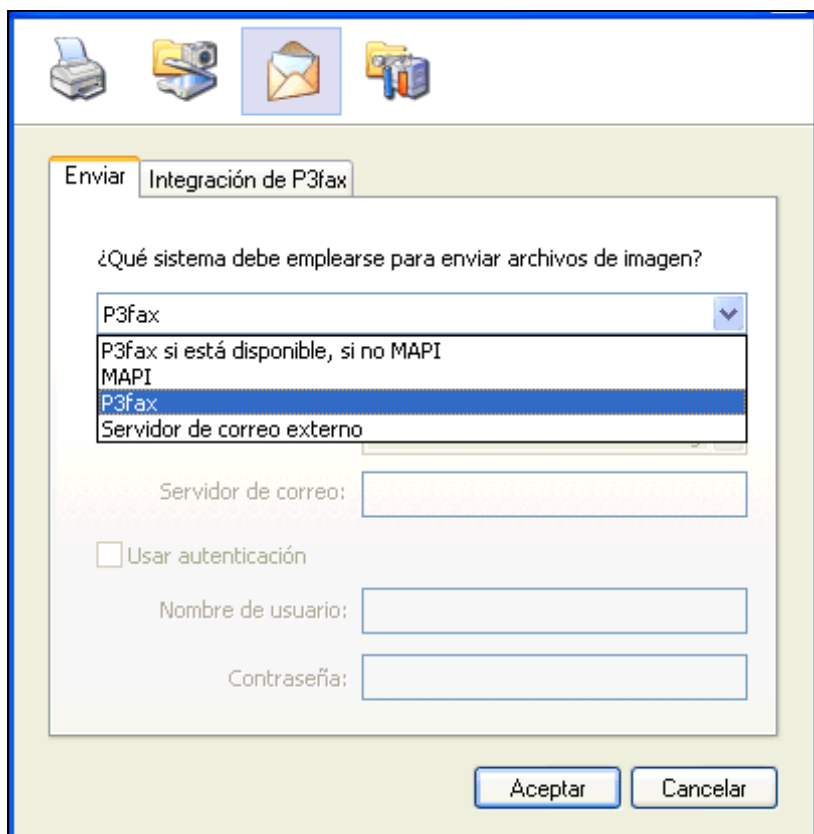 Enviar
Integración de P3fax
¿Qué sistema debe emplearse para enviar archivos de imagen?
P3fax
P3fax si está disponible, si no MAPI
MAPI
P3fax
Servidor de correo externo
Servidor de correo:
Usar autenticación
Nombre de usuario:
Contraseña:
Aceptar
Cancelar